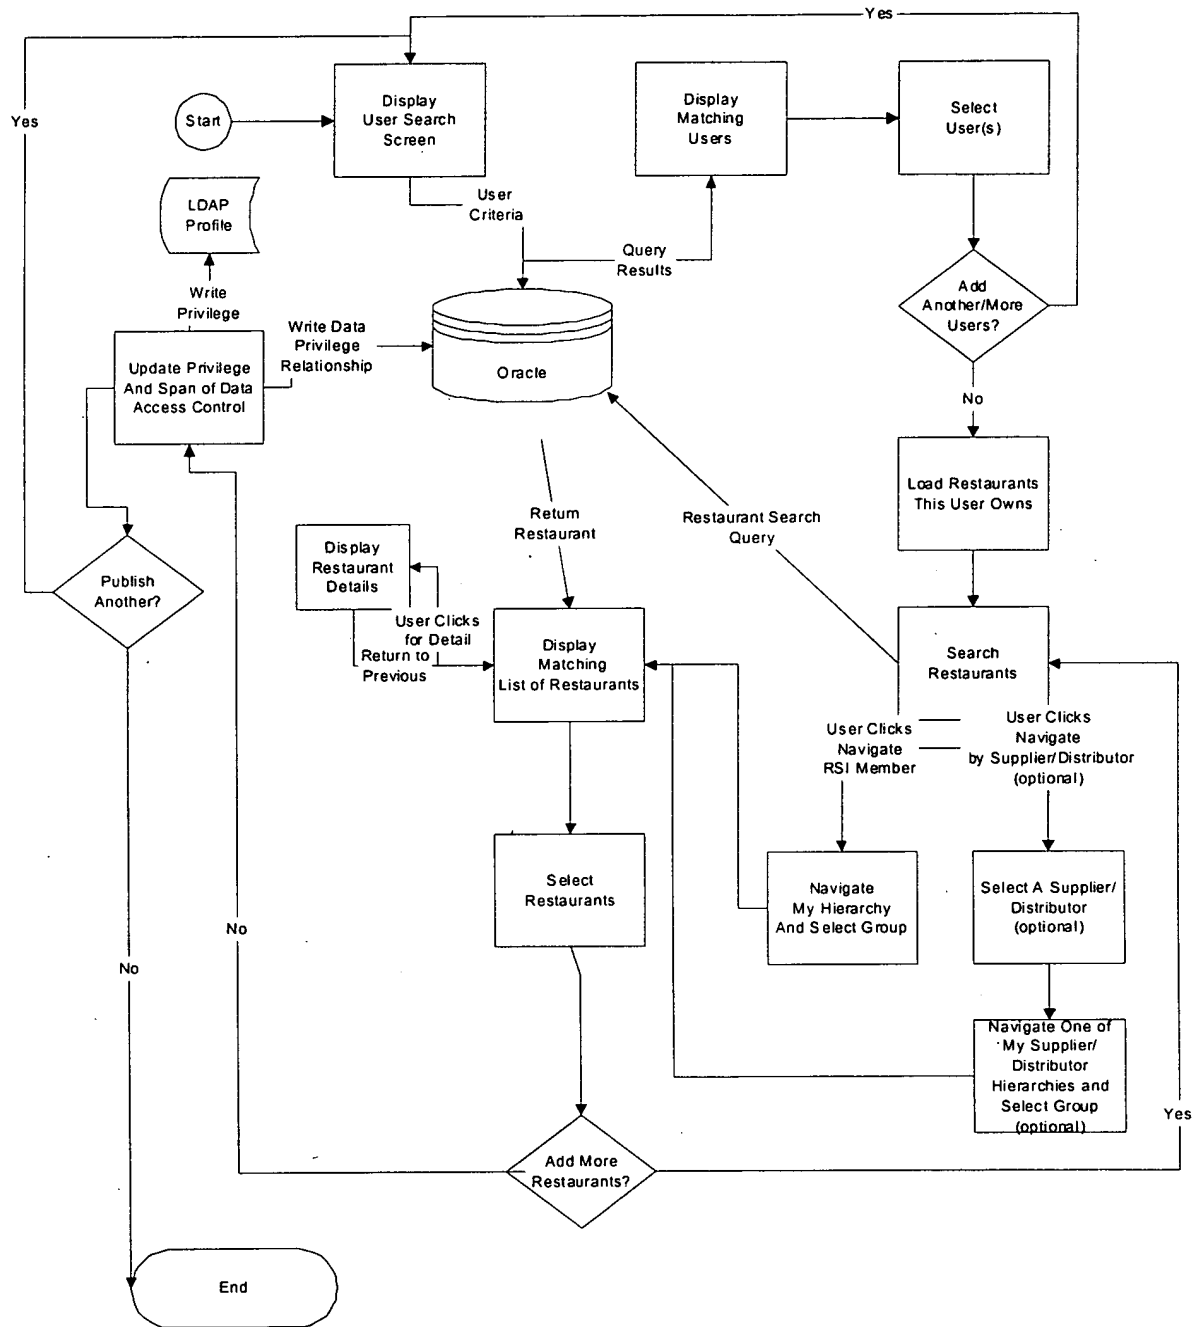 Yes
Yes
Start
Display
User Search
Screen
Display
Matching
Users
Select
User(s)
LDAP
Profile
User
Criteria
Query
Results
Write
Privilege
Write Data
Privilege
Relationship
Add
Another/More
Users?
Update Privilege
And Span of Data
Access Control
Oracle
No
Load Restaurants
This User Owns
Return
Restaurant
Restaurant Search
Query
Display
Restaurant
Details
Publish
Another?
User Clicks
for Detail
Return to
Previous
Display
Matching
List of Restaurants
Search
Restaurants
User Clicks
Navigate
RSI Member
User Clicks
Navigate
by Supplier/Distributor
(optional)
Select
Restaurants
Navigate
My Hierarchy
And Select Group
Select A Supplier/
Distributor
(optional)
No
No
Navigate One of
My Supplier/
Distributor
Hierarchies and
Select Group
(optional)
Yes
Add More
Restaurants?
End